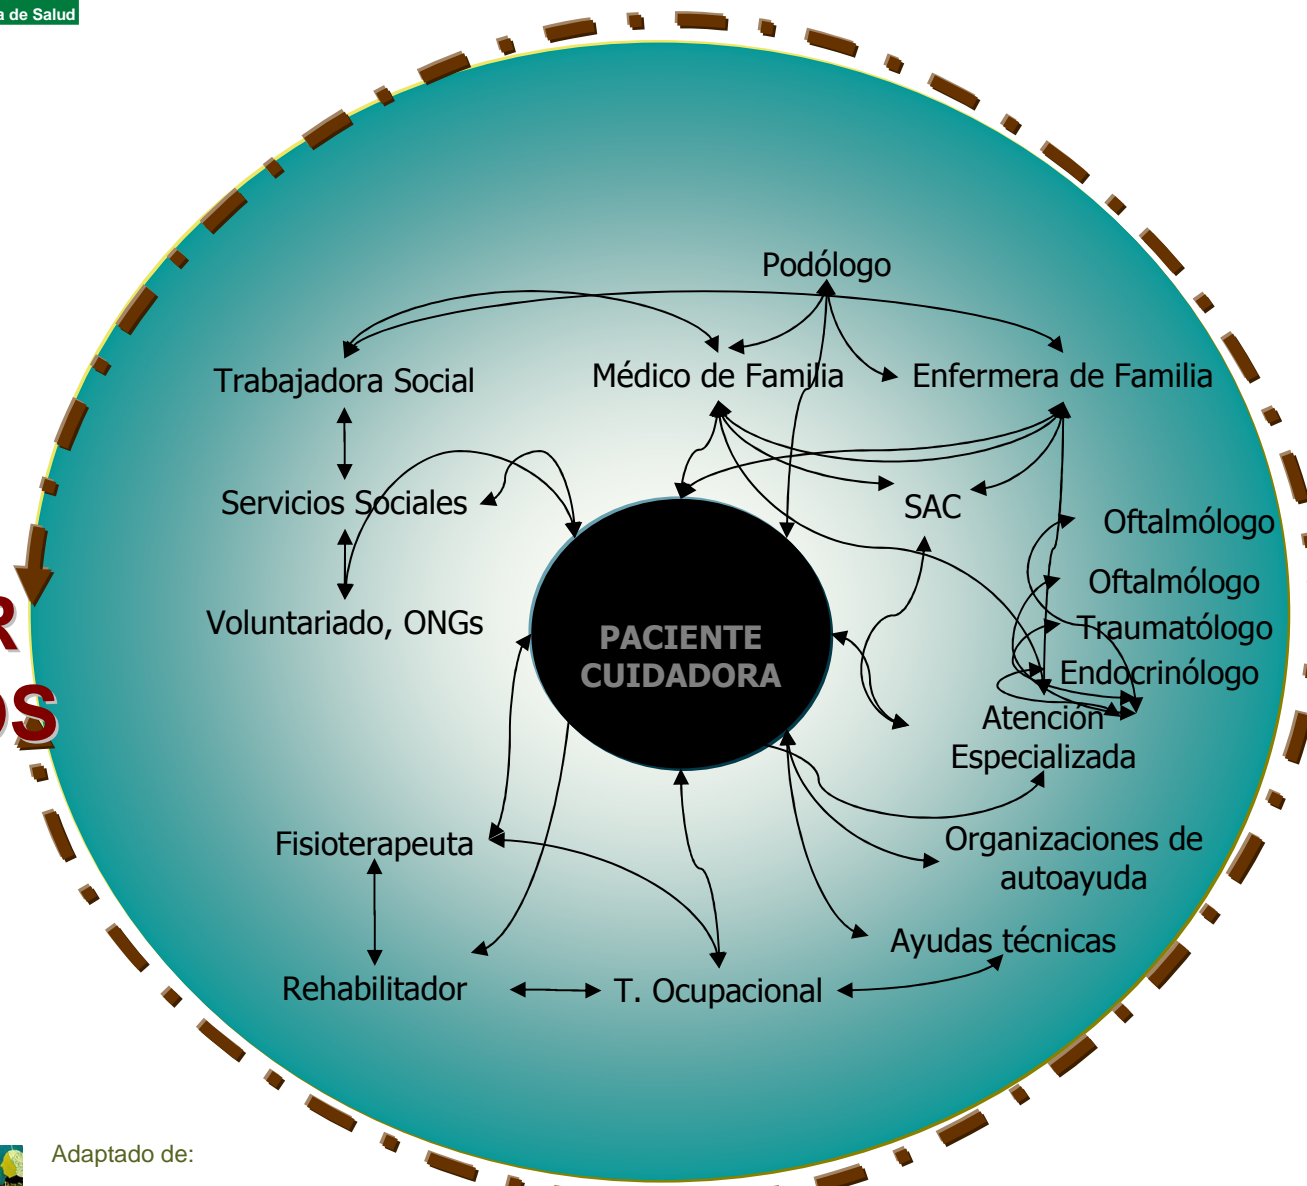 a de Salud
Podólogo
Trabajadora Social
Médico de Familia
Enfermera de Familia
Servicios Sociales
SAC
Oftalmólogo
Oftalmólogo
Voluntariado, ONGs
Traumatólogo
PACIENTE
CUIDADORA
Endocrinólogo
Atención
Especializada
R
OS
Fisioterapeuta
Organizaciones de
autoayuda
Ayudas técnicas
Rehabilitador
T. Ocupacional
Adaptado de: